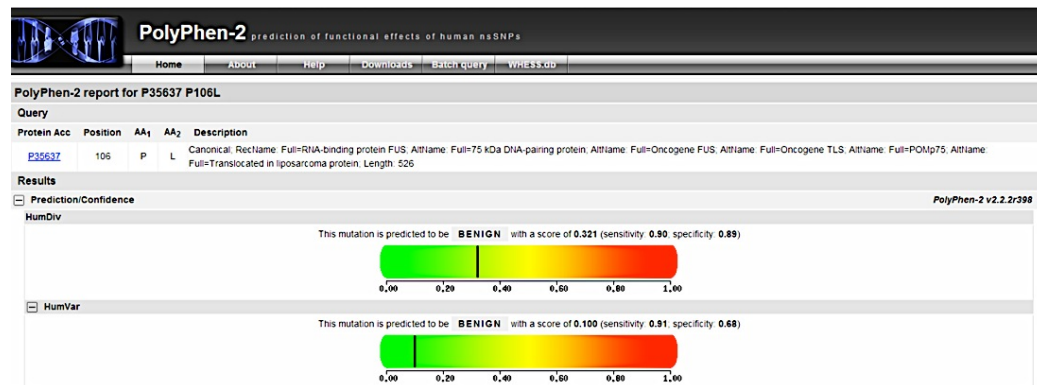 PolyPhen-2 prediction of functional effects of human nsSNPs
Home About Help Downloads Batch query WHESS.db
PolyPhen-2 report for P35637 P106L
Query
Protein Acc Position AA1 AA2 Description
P35637 106 P L Canonical; RecName: Full=RNA-binding protein FUS; AltName: Full=75 kDa DNA-pairing protein; AltName: Full=Oncogene FUS; AltName: Full=Oncogene TLS; AltName: Full=POMp75; AltName:
Full=Translocated in liposarcoma protein; Length: 526
Results
Prediction/Confidence PolyPhen-2 v2.2.2r398
HumDiv
This mutation is predicted to be BENIGN with a score of 0.321 (sensitivity: 0.90; specificity: 0.89)
0.00 0.20 0.40 0.60 0.80 1.00
HumVar
This mutation is predicted to be BENIGN with a score of 0.100 (sensitivity: 0.91; specificity: 0.68)
0.00 0.20 0.40 0.60 0.80 1.00